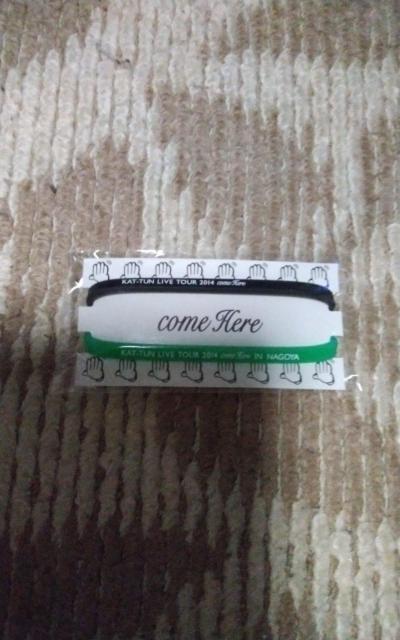 KAT-TUN LIVE TOUR 2014 come Here
come Here
KAT-TUN LIVE TOUR 2014 come Here IN NAGOYA